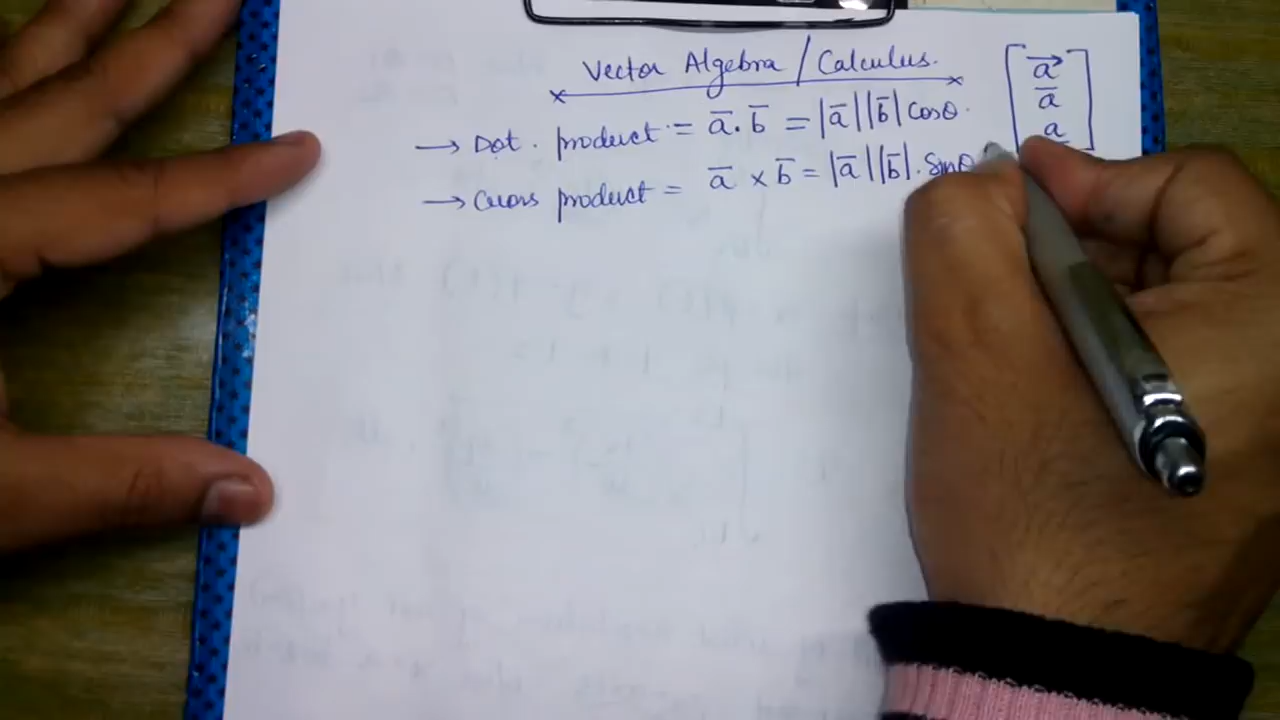 Vector Algebra / Calculus.
→ Dot. product = a̅ . b̅ = |a̅| |b̅| cosθ.
→ Cross product = a̅ × b̅ = |a̅| |b̅| . sinθ
[a⃗
a̅
a̲]